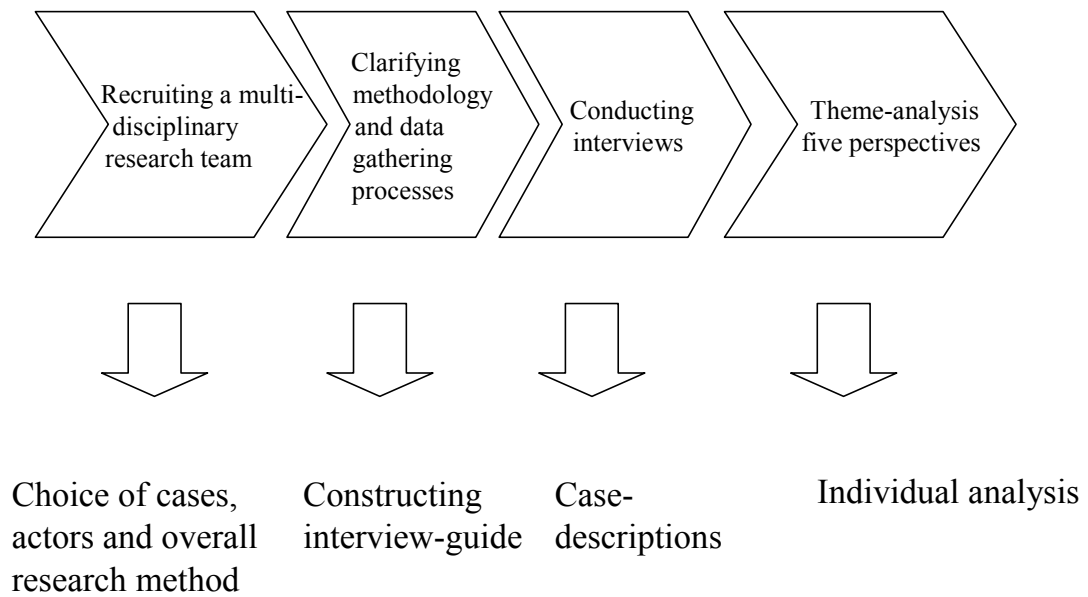 Recruiting a multi-
disciplinary
research team
Clarifying
methodology
and data
gathering
processes
Conducting
interviews
Theme-analysis
five perspectives
Choice of cases,
actors and overall
research method
Constructing
interview-guide
Case-
descriptions
Individual analysis